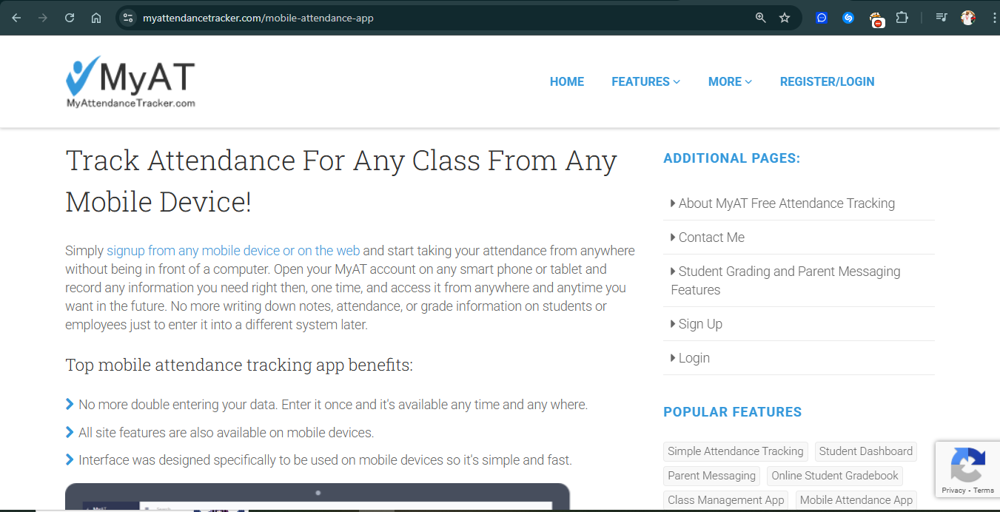 myattendancetracker.com/mobile-attendance-app
MyAT
MyAttendanceTracker.com
HOME
FEATURES
MORE
REGISTER/LOGIN
Track Attendance For Any Class From Any
Mobile Device!
Simply signup from any mobile device or on the web and start taking your attendance from anywhere
without being in front of a computer. Open your MyAT account on any smart phone or tablet and
record any information you need right then, one time, and access it from anywhere and anytime you
want in the future. No more writing down notes, attendance, or grade information on students or
employees just to enter it into a different system later.
Top mobile attendance tracking app benefits:
No more double entering your data. Enter it once and it's available any time and any where.
All site features are also available on mobile devices.
Interface was designed specifically to be used on mobile devices so it's simple and fast.
ADDITIONAL PAGES:
About MyAT Free Attendance Tracking
Contact Me
Student Grading and Parent Messaging
Features
Sign Up
Login
POPULAR FEATURES
Simple Attendance Tracking
Student Dashboard
Parent Messaging
Online Student Gradebook
Class Management App
Mobile Attendance App
Privacy - Terms